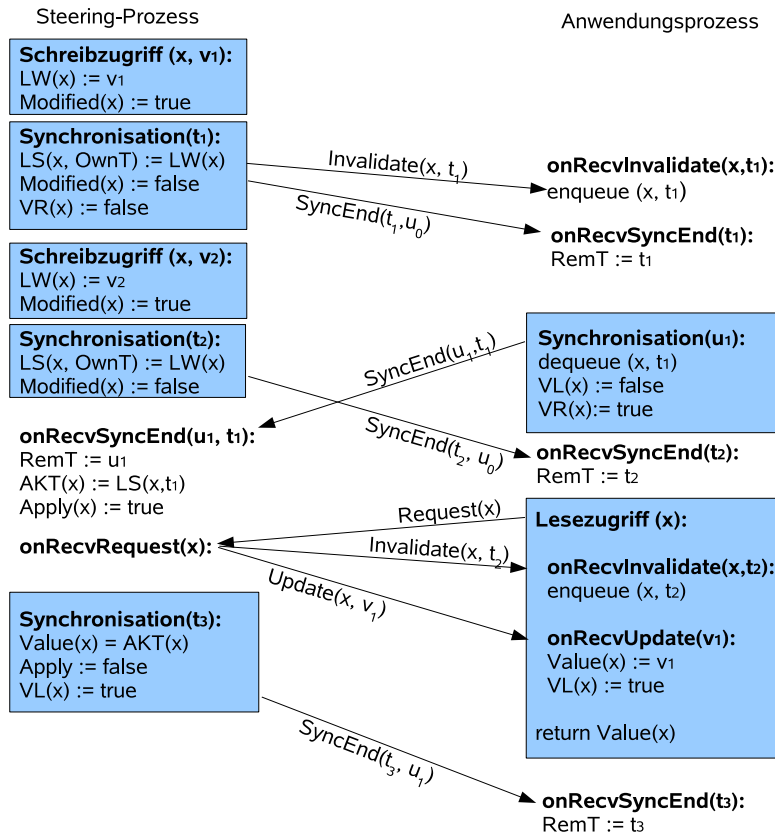 Steering-Prozess
Anwendungsprozess
Schreibzugriff (x, v1):
LW(x) := v1
Modified(x) := true
Synchronisation(t1):
LS(x, OwnT) := LW(x)
Modified(x) := false
VR(x) := false
Invalidate(x, t1)
SyncEnd(t1,u0)
onRecvInvalidate(x,t1):
enqueue (x, t1)
onRecvSyncEnd(t1):
RemT := t1
Schreibzugriff (x, v2):
LW(x) := v2
Modified(x) := true
Synchronisation(t2):
LS(x, OwnT) := LW(x)
Modified(x) := false
Synchronisation(u1):
dequeue (x, t1)
VL(x) := false
VR(x):= true
SyncEnd(u1,t1)
SyncEnd(t2, u0)
onRecvSyncEnd(u1, t1):
RemT := u1
AKT(x) := LS(x,t1)
Apply(x) := true
onRecvSyncEnd(t2):
RemT := t2
onRecvRequest(x):
Request(x)
Invalidate(x, t2)
Update(x, v1)
Lesezugriff (x):
onRecvInvalidate(x,t2):
enqueue (x, t2)
onRecvUpdate(v1):
Value(x) := v1
VL(x) := true
return Value(x)
Synchronisation(t3):
Value(x) = AKT(x)
Apply := false
VL(x) := true
SyncEnd(t3, u1)
onRecvSyncEnd(t3):
RemT := t3